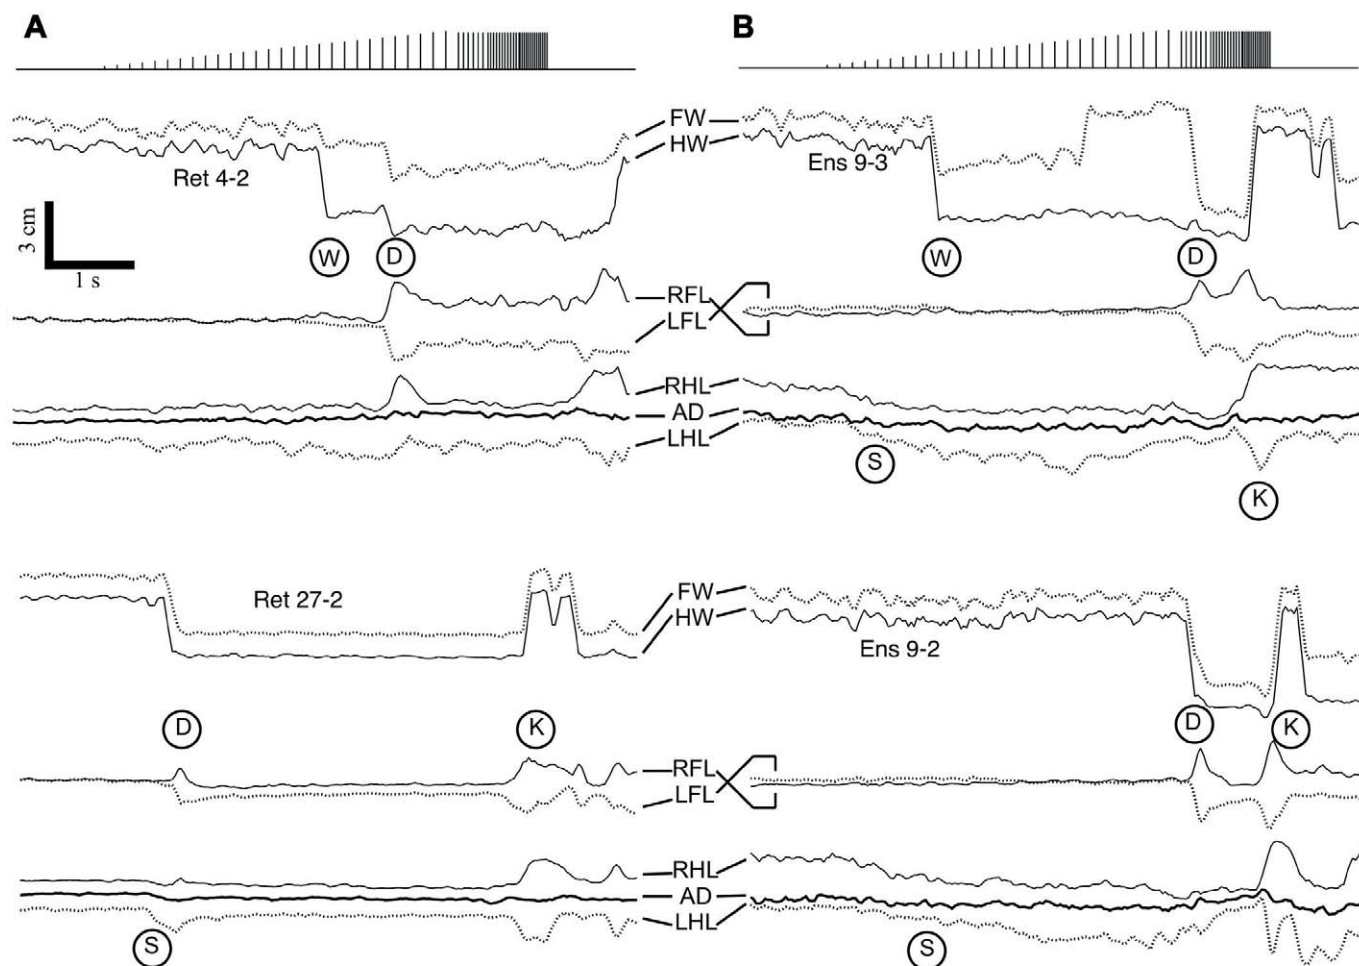 A B
FW
HW
Ret 4-2 Ens 9-3
3 cm
1 s
W D W D
RFL
LFL
RHL
AD
LHL
S
K
FW
Ret 27-2
HW
Ens 9-2
D K D K
RFL
LFL
RHL
AD
LHL
S S